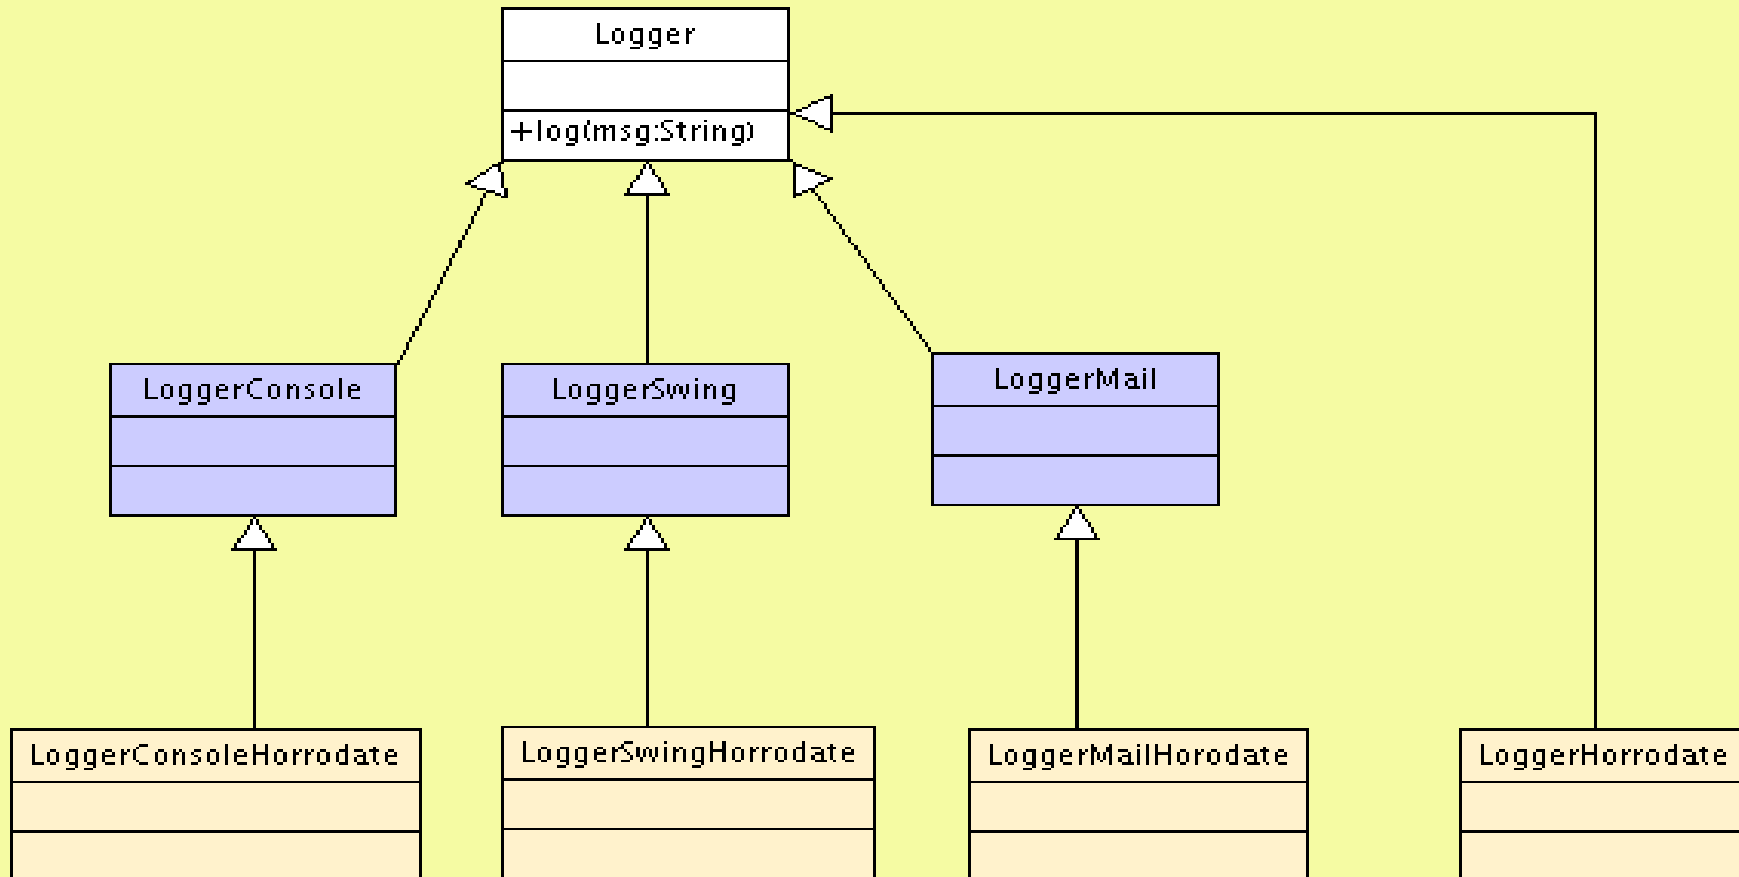 Logger
+log(msg:String)
LoggerConsole
LoggerSwing
LoggerMail
LoggerConsoleHorrodate
LoggerSwingHorrodate
LoggerMailHorodate
LoggerHorrodate